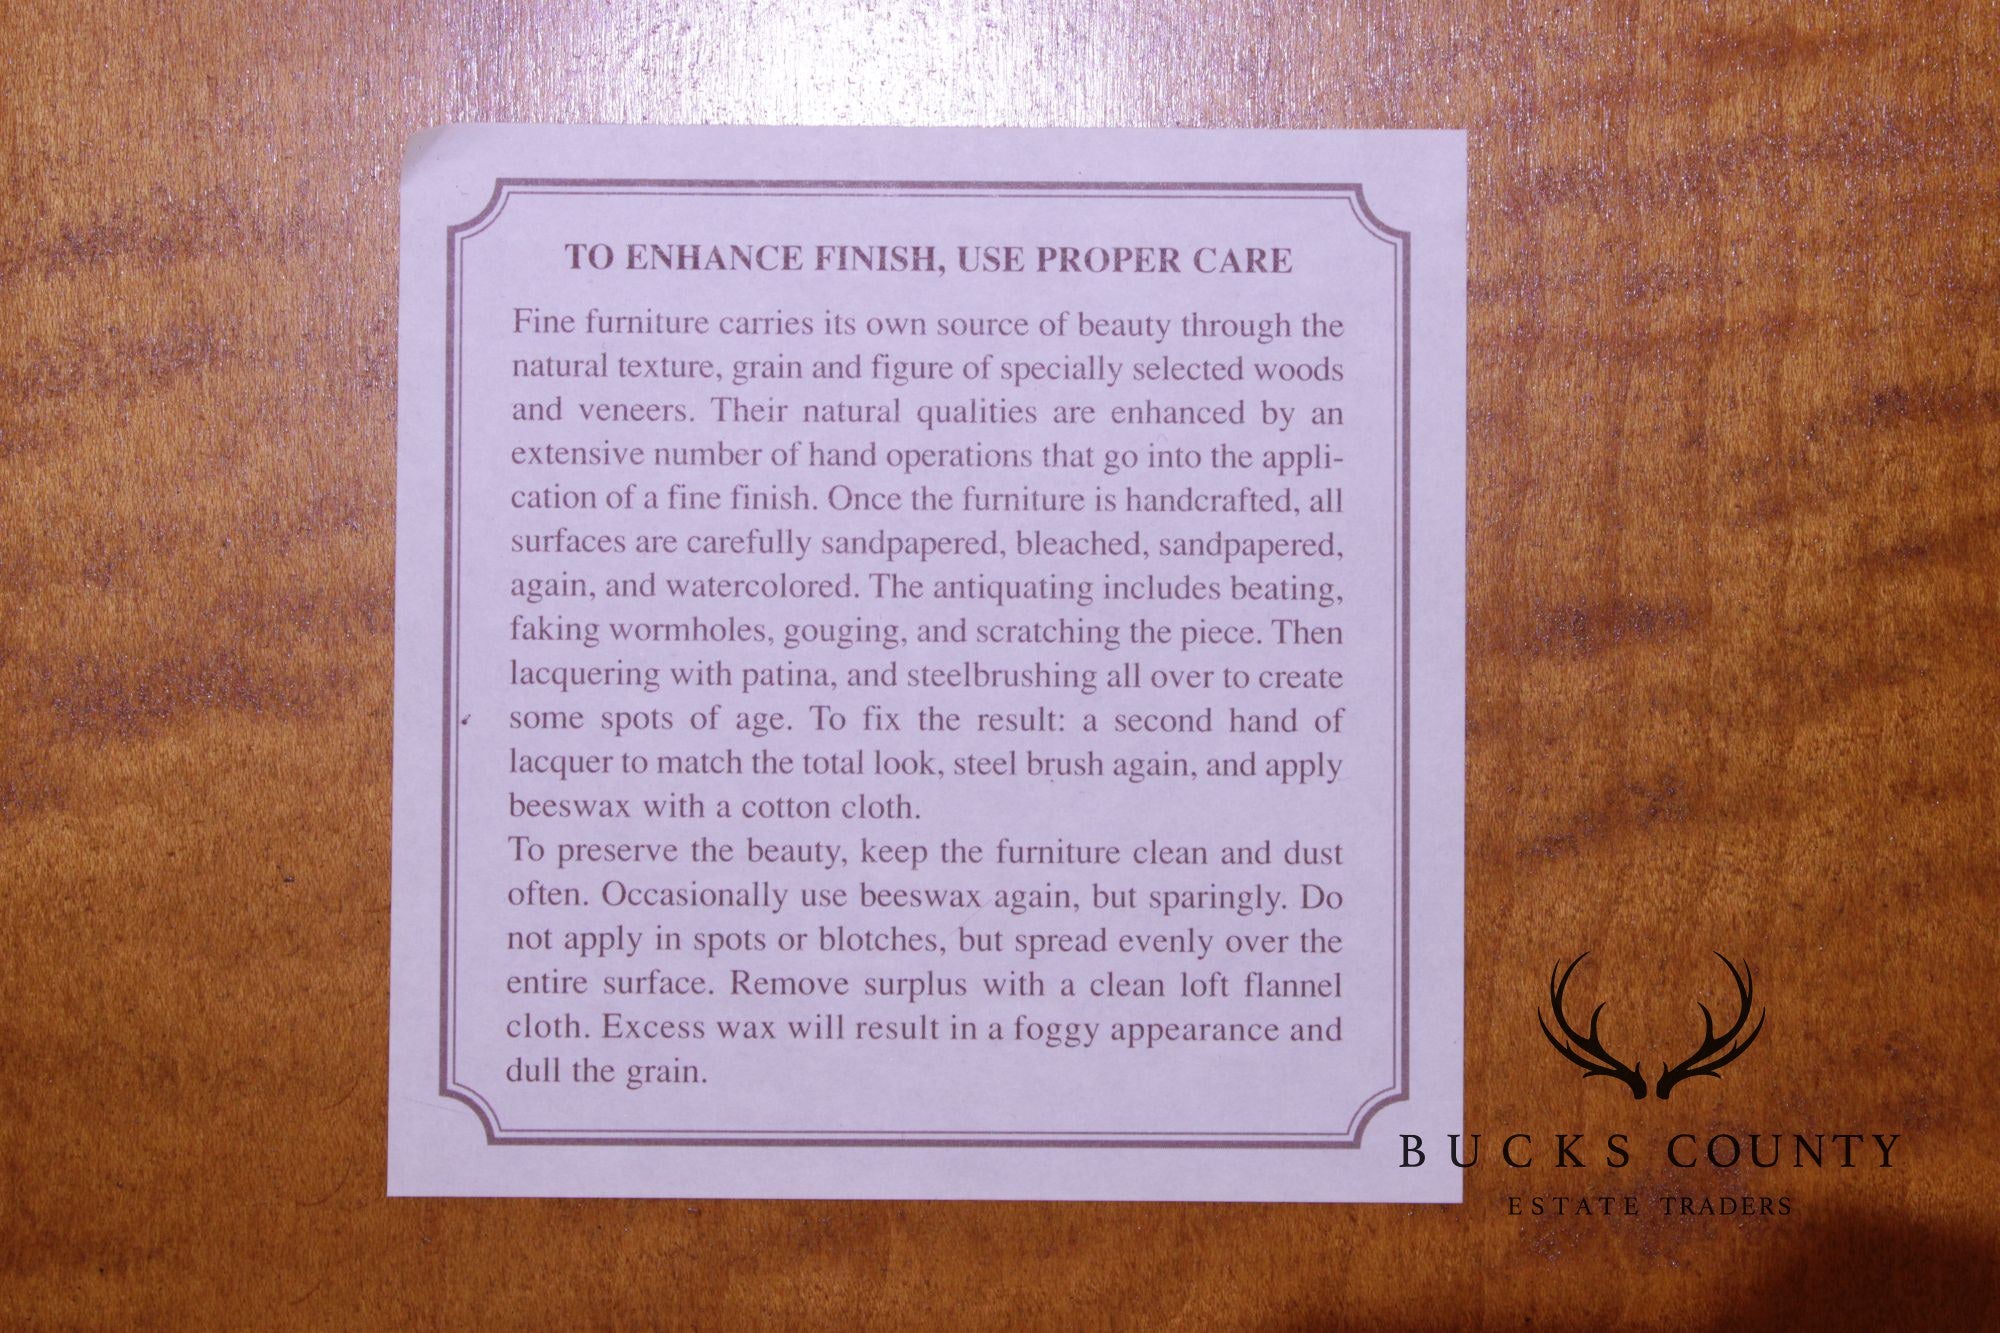 TO ENHANCE FINISH, USE PROPER CARE
Fine furniture carries its own source of beauty through the
natural texture, grain and figure of specially selected woods
and veneers. Their natural qualities are enhanced by an
extensive number of hand operations that go into the appli-
cation of a fine finish. Once the furniture is handcrafted, all
surfaces are carefully sandpapered, bleached, sandpapered,
again, and watercolored. The antiquating includes beating,
faking wormholes, gouging, and scratching the piece. Then
lacquering with patina, and steelbrushing all over to create
some spots of age. To fix the result: a second hand of
lacquer to match the total look, steel brush again, and apply
beeswax with a cotton cloth.
To preserve the beauty, keep the furniture clean and dust
often. Occasionally use beeswax again, but sparingly. Do
not apply in spots or blotches, but spread evenly over the
entire surface. Remove surplus with a clean loft flannel
cloth. Excess wax will result in a foggy appearance and
dull the grain.
BUCKS COUNTY
ESTATE TRADERS